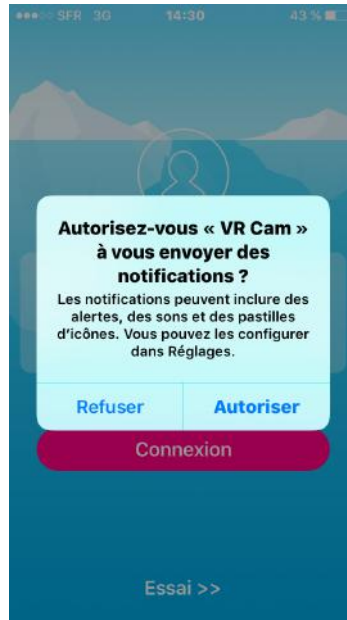 SFR 3G 14:30 43 %
Autorisez-vous « VR Cam »
à vous envoyer des
notifications ?
Les notifications peuvent inclure des
alertes, des sons et des pastilles
d'icônes. Vous pouvez les configurer
dans Réglages.
Refuser Autoriser
Connexion
Essai >>